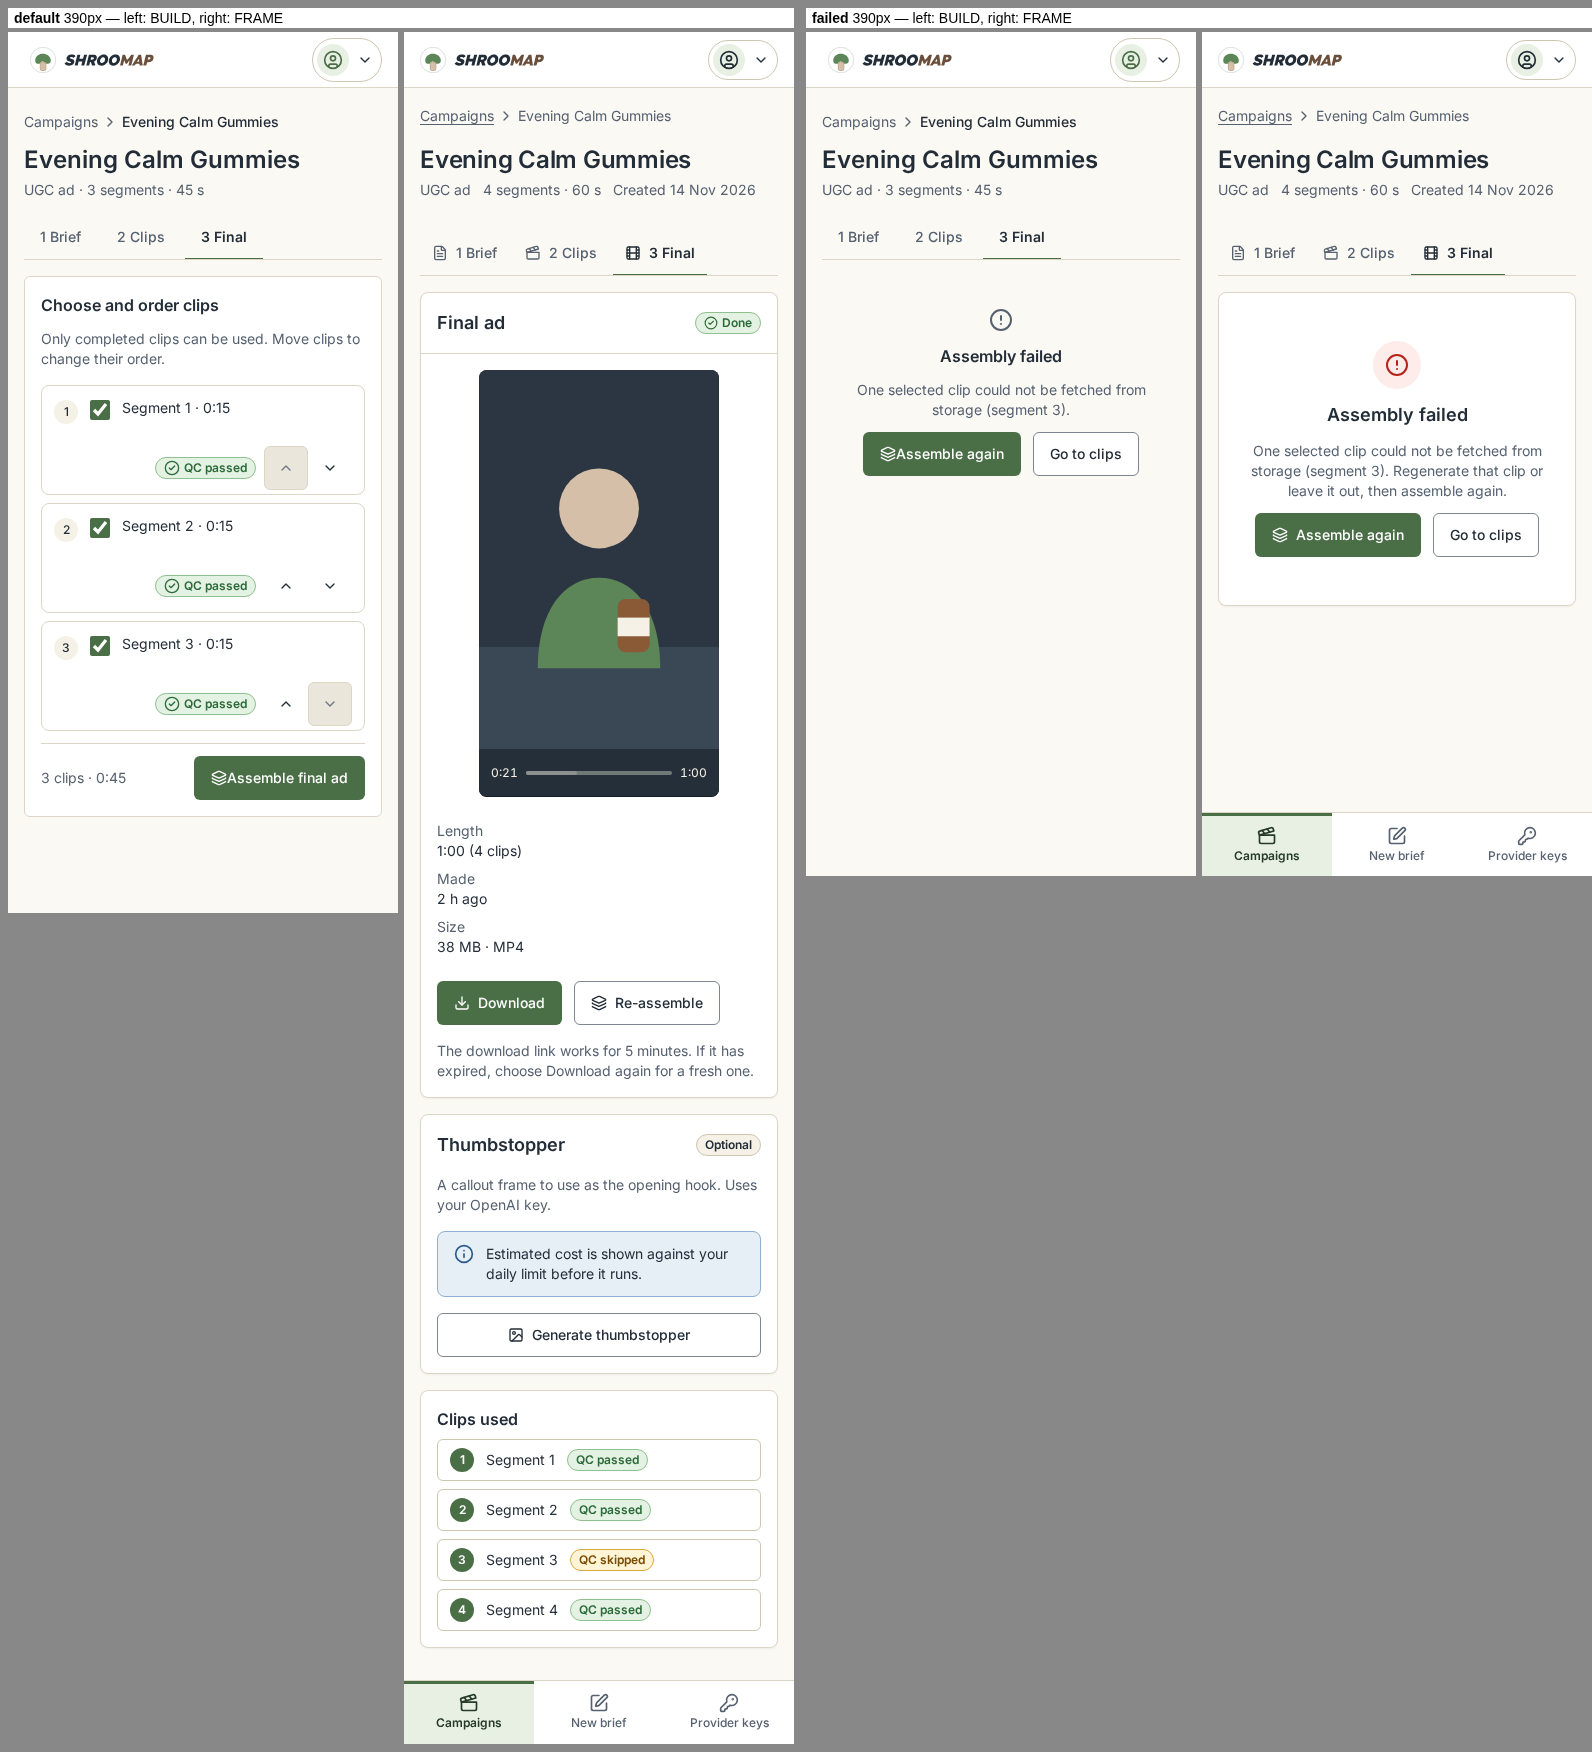 default 390px — left: BUILD, right: FRAME
SHROOMAP
Campaigns > Evening Calm Gummies
Evening Calm Gummies
UGC ad · 3 segments · 45 s
1 Brief 2 Clips 3 Final
Choose and order clips
Only completed clips can be used. Move clips to
change their order.
1 Segment 1 · 0:15
QC passed
2 Segment 2 · 0:15
QC passed
3 Segment 3 · 0:15
QC passed
3 clips · 0:45 Assemble final ad
SHROOMAP
Campaigns > Evening Calm Gummies
Evening Calm Gummies
UGC ad 4 segments · 60 s Created 14 Nov 2026
1 Brief 2 Clips 3 Final
Final ad Done
0:21 1:00
Length
1:00 (4 clips)
Made
2 h ago
Size
38 MB · MP4
Download Re-assemble
The download link works for 5 minutes. If it has
expired, choose Download again for a fresh one.
Thumbstopper Optional
A callout frame to use as the opening hook. Uses
your OpenAI key.
Estimated cost is shown against your
daily limit before it runs.
Generate thumbstopper
Clips used
1 Segment 1 QC passed
2 Segment 2 QC passed
3 Segment 3 QC skipped
4 Segment 4 QC passed
Campaigns New brief Provider keys
failed 390px — left: BUILD, right: FRAME
SHROOMAP
Campaigns > Evening Calm Gummies
Evening Calm Gummies
UGC ad · 3 segments · 45 s
1 Brief 2 Clips 3 Final
Assembly failed
One selected clip could not be fetched from
storage (segment 3).
Assemble again Go to clips
SHROOMAP
Campaigns > Evening Calm Gummies
Evening Calm Gummies
UGC ad 4 segments · 60 s Created 14 Nov 2026
1 Brief 2 Clips 3 Final
Assembly failed
One selected clip could not be fetched from
storage (segment 3). Regenerate that clip or
leave it out, then assemble again.
Assemble again Go to clips
Campaigns New brief Provider keys